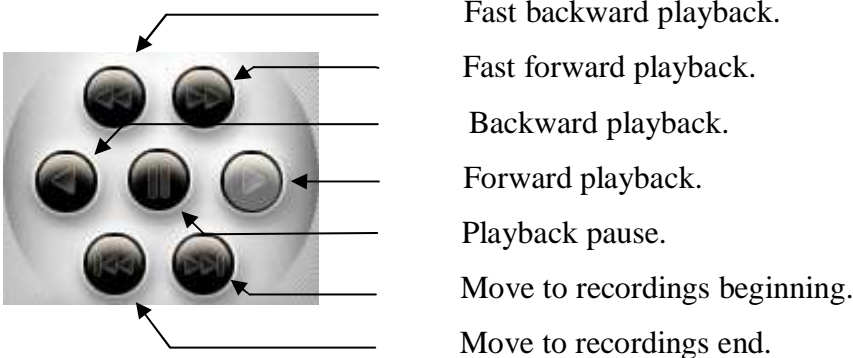 Fast backward playback.
Fast forward playback.
Backward playback.
Forward playback.
Playback pause.
Move to recordings beginning.
Move to recordings end.